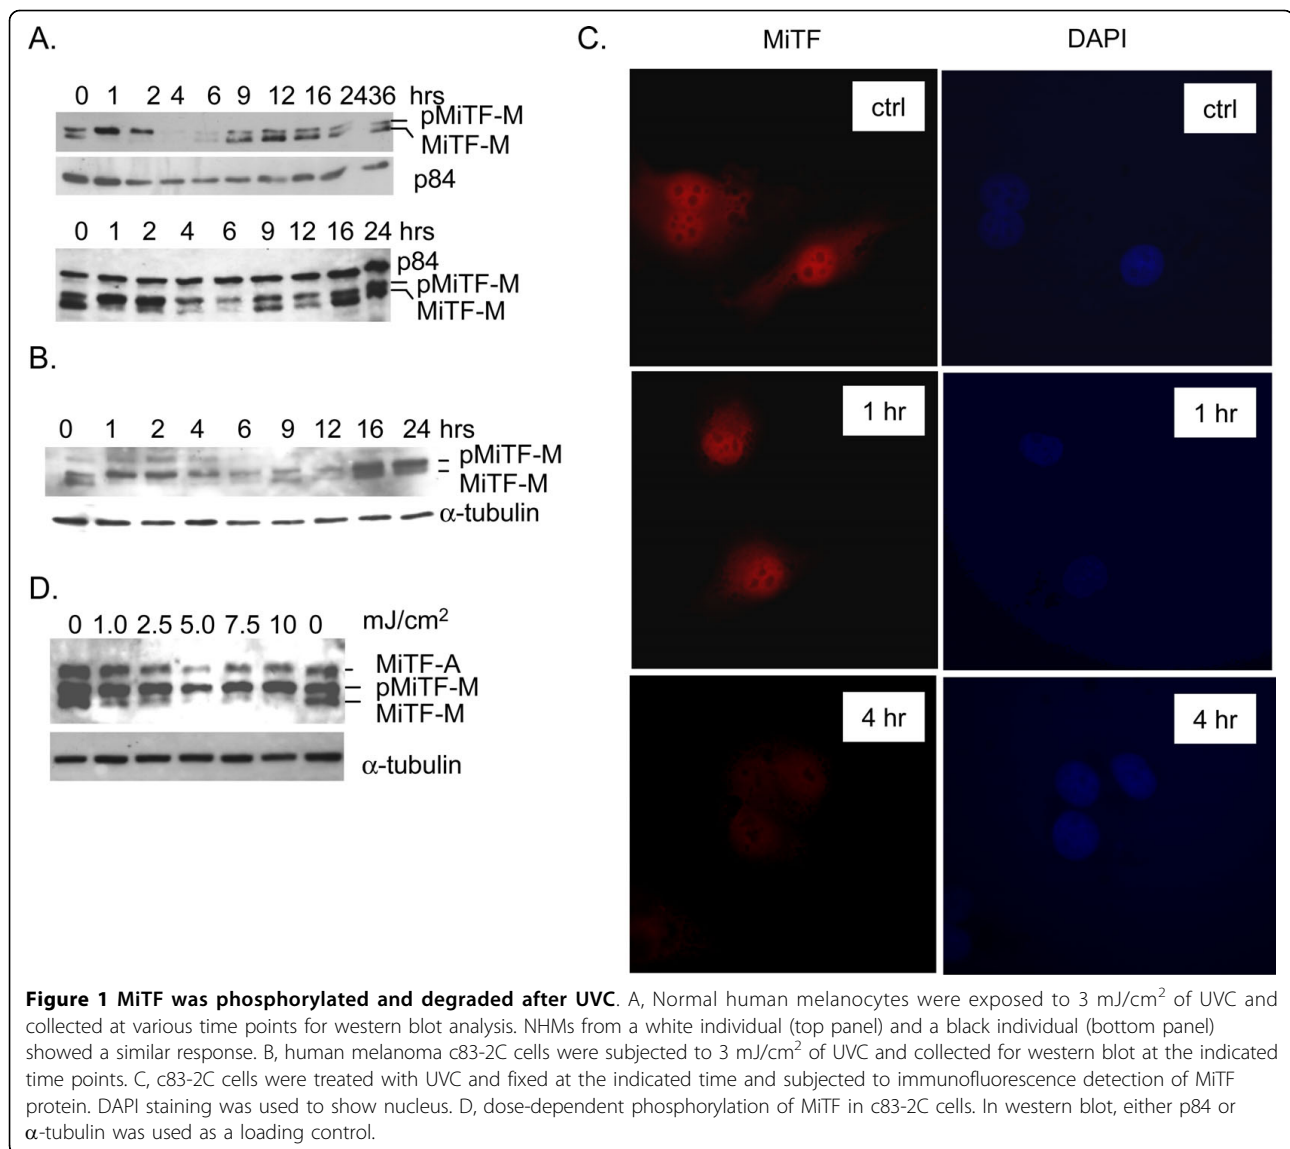 A.
0 1 2 4 6 9 12 16 24 36 hrs
pMiTF-M
MiTF-M
p84
0 1 2 4 6 9 12 16 24 hrs
p84
pMiTF-M
MiTF-M
B.
0 1 2 4 6 9 12 16 24 hrs
pMiTF-M
MiTF-M
α-tubulin
D.
0 1.0 2.5 5.0 7.5 10 0 mJ/cm²
MiTF-A
pMiTF-M
MiTF-M
α-tubulin
C.
MiTF DAPI
ctrl ctrl
1 hr 1 hr
4 hr 4 hr
Figure 1 MiTF was phosphorylated and degraded after UVC. A, Normal human melanocytes were exposed to 3 mJ/cm² of UVC and
collected at various time points for western blot analysis. NHMs from a white individual (top panel) and a black individual (bottom panel)
showed a similar response. B, human melanoma c83-2C cells were subjected to 3 mJ/cm² of UVC and collected for western blot at the indicated
time points. C, c83-2C cells were treated with UVC and fixed at the indicated time and subjected to immunofluorescence detection of MiTF
protein. DAPI staining was used to show nucleus. D, dose-dependent phosphorylation of MiTF in c83-2C cells. In western blot, either p84 or
α-tubulin was used as a loading control.